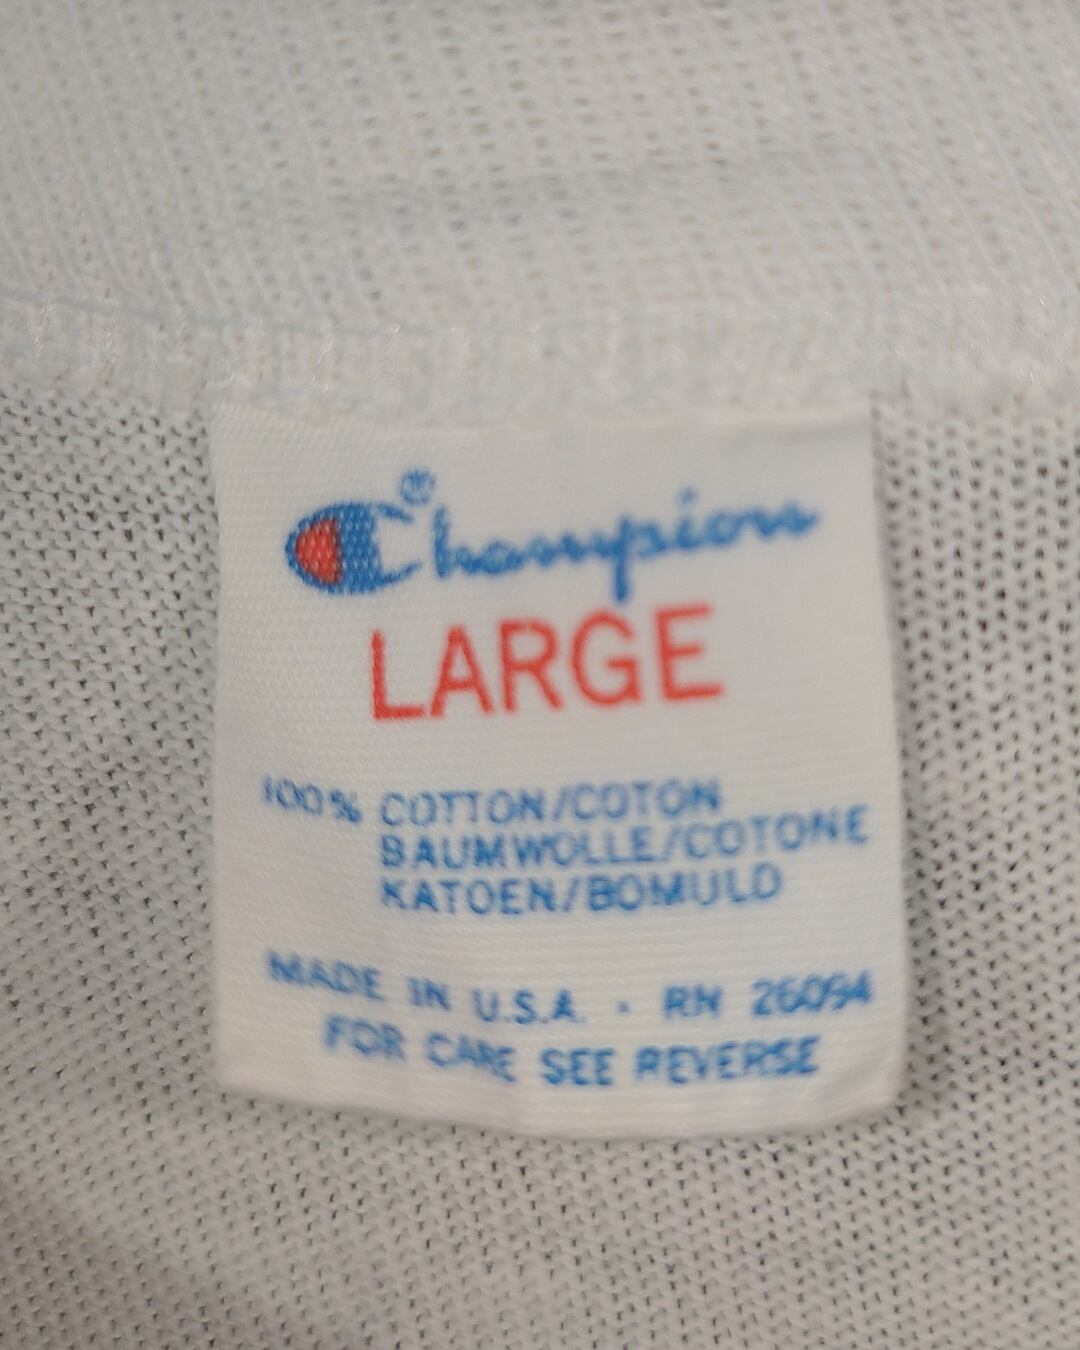 Champion®
LARGE
100% COTTON/COTON
BAUMWOLLE/COTONE
KATOEN/BOMULD
MADE IN U.S.A. · RN 26094
FOR CARE SEE REVERSE